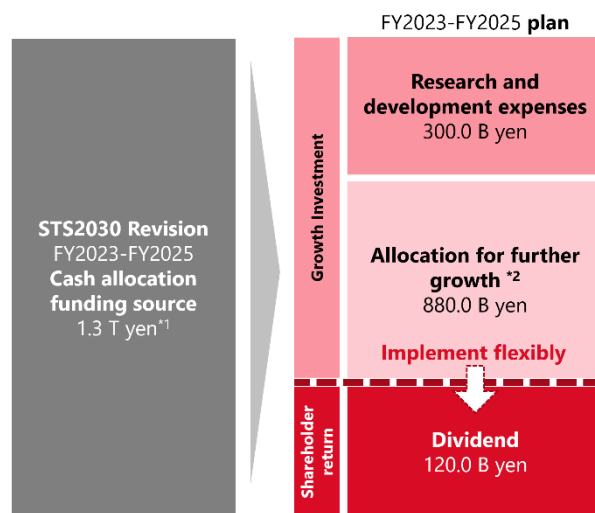 FY2023-FY2025 plan
STS2030 Revision
FY2023-FY2025
Cash allocation
funding source
1.3 T yen*1
Growth Investment
Research and
development expenses
300.0 B yen
Allocation for further
growth *2
880.0 B yen
Implement flexibly
Shareholder
return
Dividend
120.0 B yen